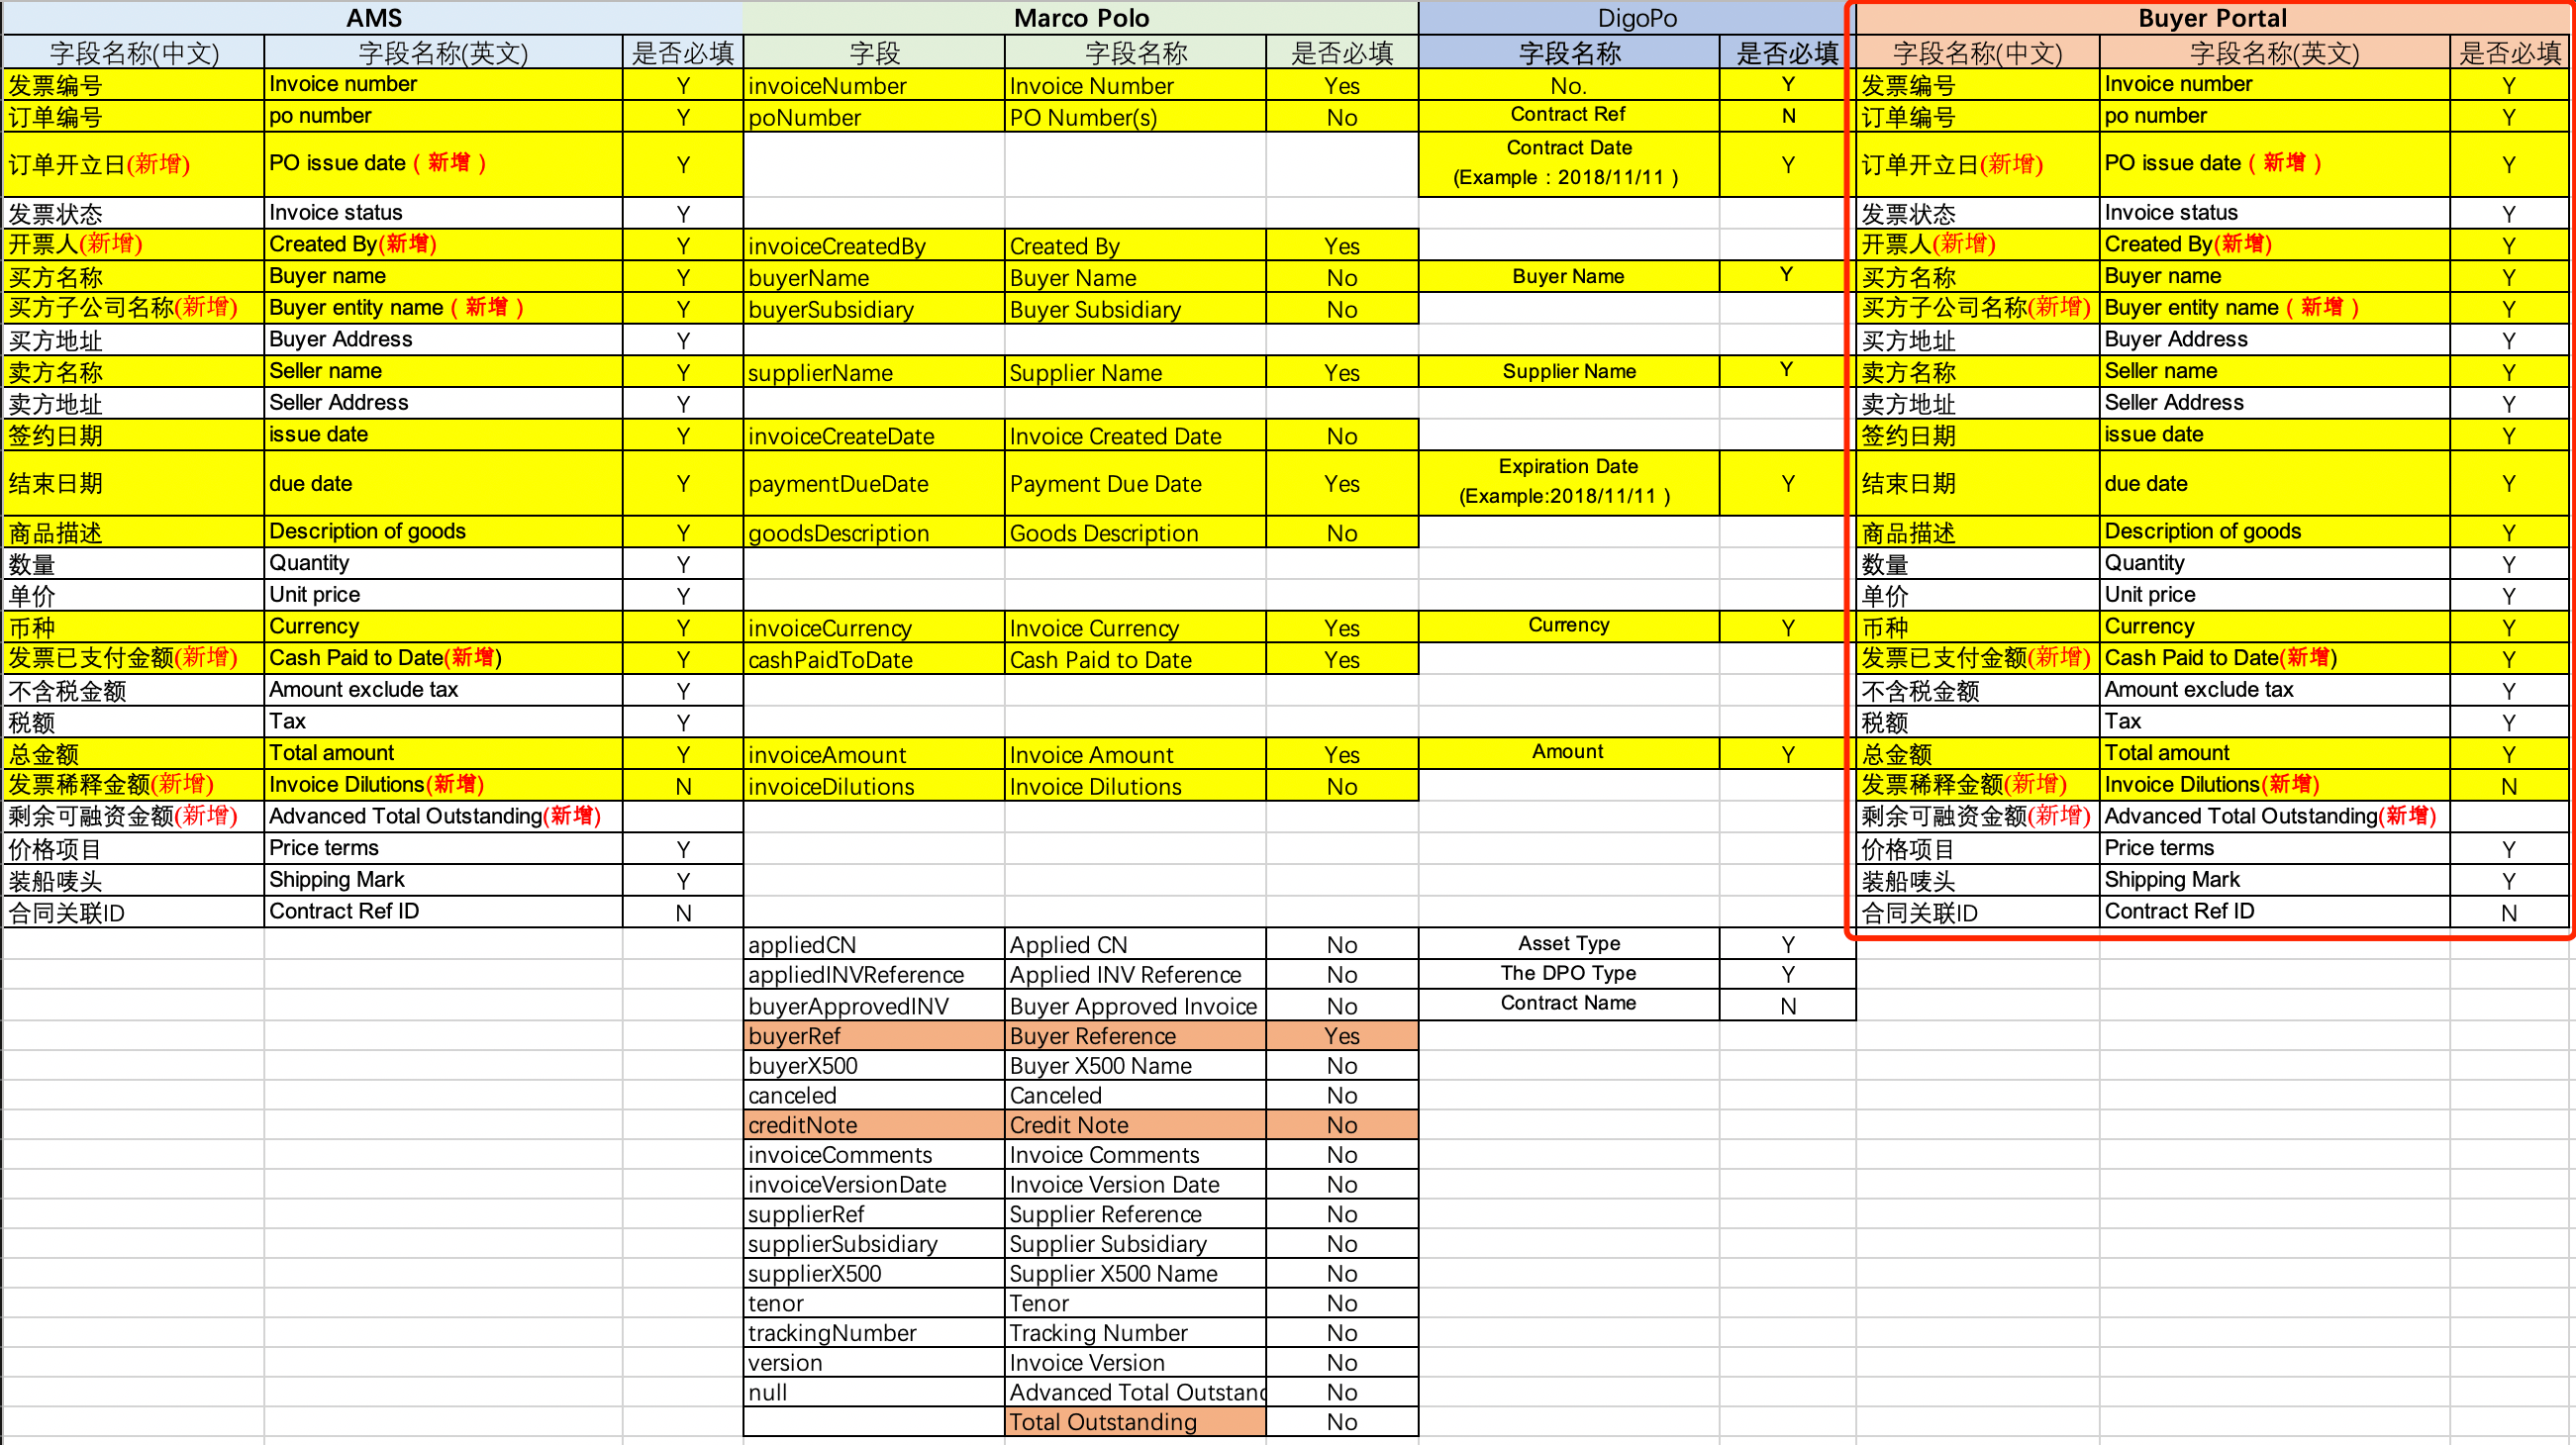 AMS Marco Polo DigoPo Buyer Portal
字段名称(中文) 字段名称(英文) 是否必填 字段 字段名称 是否必填 字段名称 是否必填 字段名称(中文) 字段名称(英文) 是否必填
发票编号 Invoice number Y invoiceNumber Invoice Number Yes No. Y 发票编号 Invoice number Y
订单编号 po number Y poNumber PO Number(s) No Contract Ref N 订单编号 po number Y
订单开立日(新增) PO issue date（新增） Y Contract Date Y 订单开立日(新增) PO issue date（新增） Y
(Example：2018/11/11 )
发票状态 Invoice status Y 发票状态 Invoice status Y
开票人(新增) Created By(新增) Y invoiceCreatedBy Created By Yes 开票人(新增) Created By(新增) Y
买方名称 Buyer name Y buyerName Buyer Name No Buyer Name Y 买方名称 Buyer name Y
买方子公司名称(新增) Buyer entity name（新增） Y buyerSubsidiary Buyer Subsidiary No 买方子公司名称(新增) Buyer entity name（新增） Y
买方地址 Buyer Address Y 买方地址 Buyer Address Y
卖方名称 Seller name Y supplierName Supplier Name Yes Supplier Name Y 卖方名称 Seller name Y
卖方地址 Seller Address Y 卖方地址 Seller Address Y
签约日期 issue date Y invoiceCreateDate Invoice Created Date No 签约日期 issue date Y
结束日期 due date Y paymentDueDate Payment Due Date Yes Expiration Date Y 结束日期 due date Y
(Example:2018/11/11 )
商品描述 Description of goods Y goodsDescription Goods Description No 商品描述 Description of goods Y
数量 Quantity Y 数量 Quantity Y
单价 Unit price Y 单价 Unit price Y
币种 Currency Y invoiceCurrency Invoice Currency Yes Currency Y 币种 Currency Y
发票已支付金额(新增) Cash Paid to Date(新增) Y cashPaidToDate Cash Paid to Date Yes 发票已支付金额(新增) Cash Paid to Date(新增) Y
不含税金额 Amount exclude tax Y 不含税金额 Amount exclude tax Y
税额 Tax Y 税额 Tax Y
总金额 Total amount Y invoiceAmount Invoice Amount Yes Amount Y 总金额 Total amount Y
发票稀释金额(新增) Invoice Dilutions(新增) N invoiceDilutions Invoice Dilutions No 发票稀释金额(新增) Invoice Dilutions(新增) N
剩余可融资金额(新增) Advanced Total Outstanding(新增) 剩余可融资金额(新增) Advanced Total Outstanding(新增)
价格项目 Price terms Y 价格项目 Price terms Y
装船唛头 Shipping Mark Y 装船唛头 Shipping Mark Y
合同关联ID Contract Ref ID N 合同关联ID Contract Ref ID N
appliedCN Applied CN No Asset Type Y
appliedINVReference Applied INV Reference No The DPO Type Y
buyerApprovedINV Buyer Approved Invoice No Contract Name N
buyerRef Buyer Reference Yes
buyerX500 Buyer X500 Name No
canceled Canceled No
creditNote Credit Note No
invoiceComments Invoice Comments No
invoiceVersionDate Invoice Version Date No
supplierRef Supplier Reference No
supplierSubsidiary Supplier Subsidiary No
supplierX500 Supplier X500 Name No
tenor Tenor No
trackingNumber Tracking Number No
version Invoice Version No
null Advanced Total Outstand No
Total Outstanding No